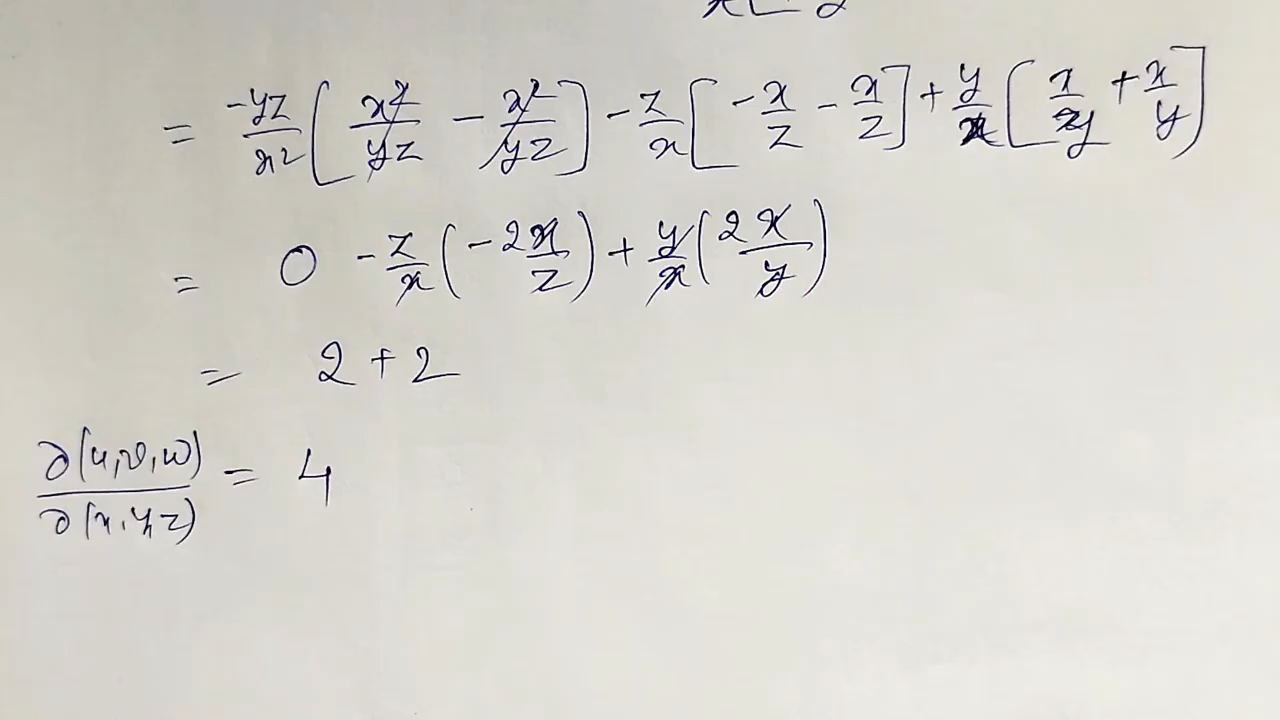 = -yz/x² [ x²/yz - x²/yz ] - z/x [ -x/z - x/z ] + y/x [ x/y + x/y ]
= 0 - z/x ( -2x/z ) + y/x ( 2x/y )
= 2 + 2
∂(u,v,w)/∂(x,y,z) = 4